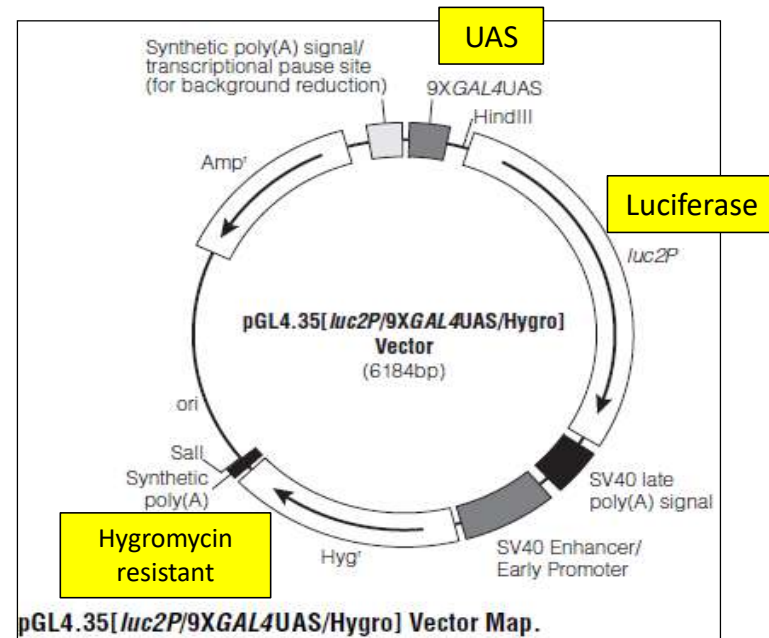 UAS
Synthetic poly(A) signal/
transcriptional pause site
(for background reduction)
9XGAL4UAS
HindIII
Ampʳ
Luciferase
luc2P
pGL4.35[luc2P/9XGAL4UAS/Hygro]
Vector
(6184bp)
ori
SalI
Synthetic
poly(A)
SV40 late
poly(A) signal
Hygromycin
resistant
Hygʳ
SV40 Enhancer/
Early Promoter
pGL4.35[luc2P/9XGAL4UAS/Hygro] Vector Map.